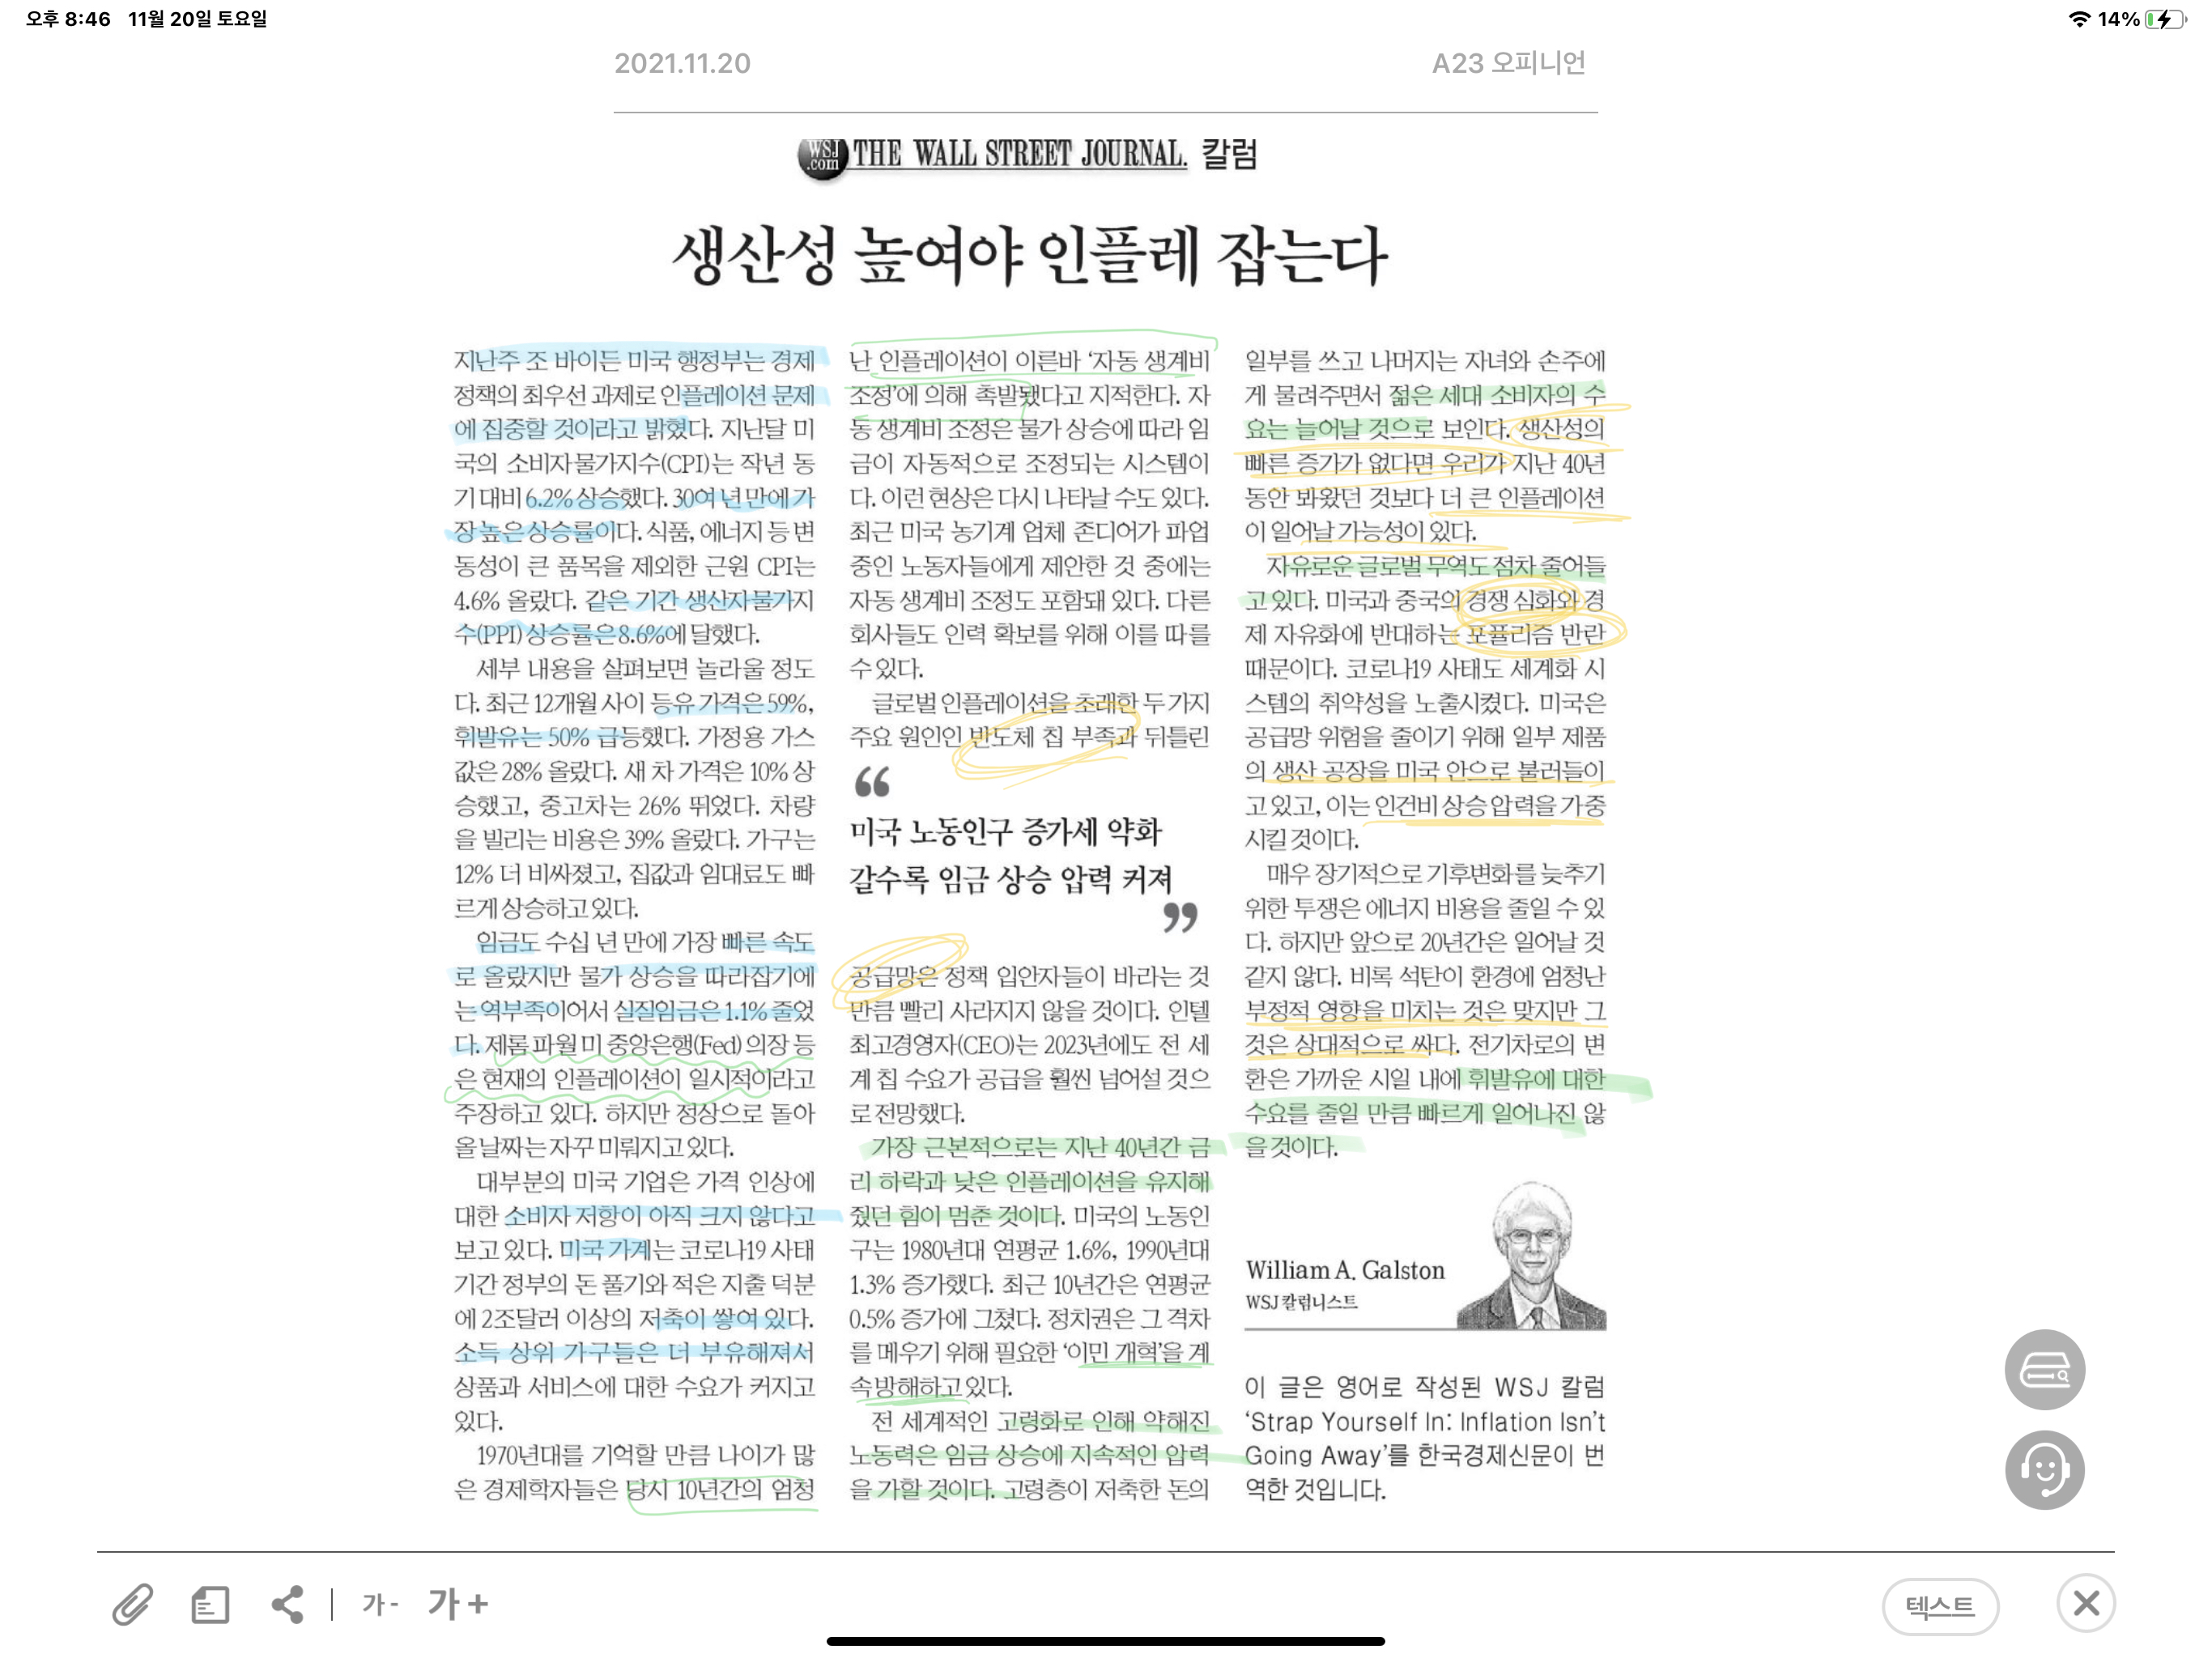 오후 8:46 11월 20일 토요일
14%
2021.11.20
A23 오피니언
WSJ
.com
THE WALL STREET JOURNAL. 칼럼
생산성 높여야 인플레 잡는다
지난주 조 바이든 미국 행정부는 경제
정책의 최우선 과제로 인플레이션 문제
에 집중할 것이라고 밝혔다. 지난달 미
국의 소비자물가지수(CPI)는 작년 동
기 대비 6.2% 상승했다. 30여 년 만에 가
장 높은 상승률이다. 식품, 에너지 등 변
동성이 큰 품목을 제외한 근원 CPI는
4.6% 올랐다. 같은 기간 생산자물가지
수(PPI) 상승률은 8.6%에 달했다.
세부 내용을 살펴보면 놀라울 정도
다. 최근 12개월 사이 등유 가격은 59%,
휘발유는 50% 급등했다. 가정용 가스
값은 28% 올랐다. 새 차 가격은 10% 상
승했고, 중고차는 26% 뛰었다. 차량
을 빌리는 비용은 39% 올랐다. 가구는
12% 더 비싸졌고, 집값과 임대료도 빠
르게 상승하고 있다.
임금도 수십 년 만에 가장 빠른 속도
로 올랐지만 물가 상승을 따라잡기에
는 역부족이어서 실질임금은 1.1% 줄었
다. 제롬 파월 미 중앙은행(Fed) 의장 등
은 현재의 인플레이션이 일시적이라고
주장하고 있다. 하지만 정상으로 돌아
올 날짜는 자꾸 미뤄지고 있다.
대부분의 미국 기업은 가격 인상에
대한 소비자 저항이 아직 크지 않다고
보고 있다. 미국 가계는 코로나19 사태
기간 정부의 돈 풀기와 적은 지출 덕분
에 2조달러 이상의 저축이 쌓여 있다.
소득 상위 가구들은 더 부유해져서
상품과 서비스에 대한 수요가 커지고
있다.
1970년대를 기억할 만큼 나이가 많
은 경제학자들은 당시 10년간의 엄청
난 인플레이션이 이른바 ‘자동 생계비
조정’에 의해 촉발됐다고 지적한다. 자
동 생계비 조정은 물가 상승에 따라 임
금이 자동적으로 조정되는 시스템이
다. 이런 현상은 다시 나타날 수도 있다.
최근 미국 농기계 업체 존디어가 파업
중인 노동자들에게 제안한 것 중에는
자동 생계비 조정도 포함돼 있다. 다른
회사들도 인력 확보를 위해 이를 따를
수 있다.
글로벌 인플레이션을 초래한 두 가지
주요 원인인 반도체 칩 부족과 뒤틀린
“
미국 노동인구 증가세 약화
갈수록 임금 상승 압력 커져
”
공급망은 정책 입안자들이 바라는 것
만큼 빨리 사라지지 않을 것이다. 인텔
최고경영자(CEO)는 2023년에도 전 세
계 칩 수요가 공급을 훨씬 넘어설 것으
로 전망했다.
가장 근본적으로는 지난 40년간 금
리 하락과 낮은 인플레이션을 유지해
줬던 힘이 멈춘 것이다. 미국의 노동인
구는 1980년대 연평균 1.6%, 1990년대
1.3% 증가했다. 최근 10년간은 연평균
0.5% 증가에 그쳤다. 정치권은 그 격차
를 메우기 위해 필요한 ‘이민 개혁’을 계
속 방해하고 있다.
전 세계적인 고령화로 인해 약해진
노동력은 임금 상승에 지속적인 압력
을 가할 것이다. 고령층이 저축한 돈의
일부를 쓰고 나머지는 자녀와 손주에
게 물려주면서 젊은 세대 소비자의 수
요는 늘어날 것으로 보인다. 생산성의
빠른 증가가 없다면 우리가 지난 40년
동안 봐왔던 것보다 더 큰 인플레이션
이 일어날 가능성이 있다.
자유로운 글로벌 무역도 점차 줄어들
고 있다. 미국과 중국의 경쟁 심화와 경
제 자유화에 반대하는 포퓰리즘 반란
때문이다. 코로나19 사태도 세계화 시
스템의 취약성을 노출시켰다. 미국은
공급망 위험을 줄이기 위해 일부 제품
의 생산 공장을 미국 안으로 불러들이
고 있고, 이는 인건비 상승 압력을 가중
시킬 것이다.
매우 장기적으로 기후변화를 늦추기
위한 투쟁은 에너지 비용을 줄일 수 있
다. 하지만 앞으로 20년간은 일어날 것
같지 않다. 비록 석탄이 환경에 엄청난
부정적 영향을 미치는 것은 맞지만 그
것은 상대적으로 싸다. 전기차로의 변
환은 가까운 시일 내에 휘발유에 대한
수요를 줄일 만큼 빠르게 일어나진 않
을 것이다.
William A. Galston
WSJ 칼럼니스트
이 글은 영어로 작성된 WSJ 칼럼
‘Strap Yourself In: Inflation Isn’t
Going Away’를 한국경제신문이 번
역한 것입니다.
가- 가+
텍스트